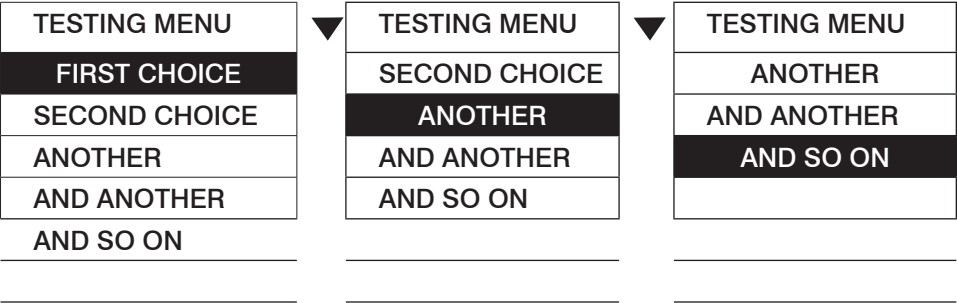 TESTING MENU
FIRST CHOICE
SECOND CHOICE
ANOTHER
AND ANOTHER
AND SO ON
TESTING MENU
SECOND CHOICE
ANOTHER
AND ANOTHER
AND SO ON
TESTING MENU
ANOTHER
AND ANOTHER
AND SO ON